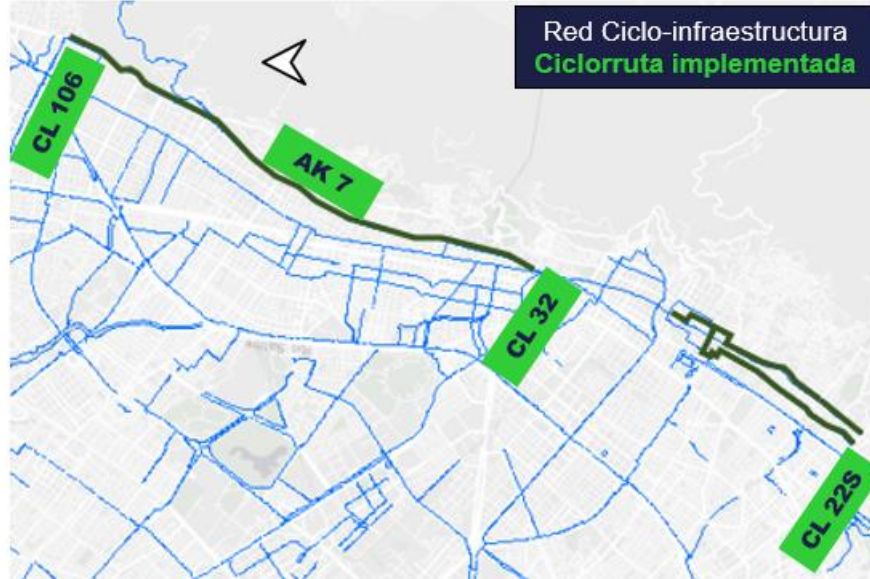 Red Ciclo-infraestructura
Ciclorruta implementada
CL 106
AK 7
CL 32
CL 22S